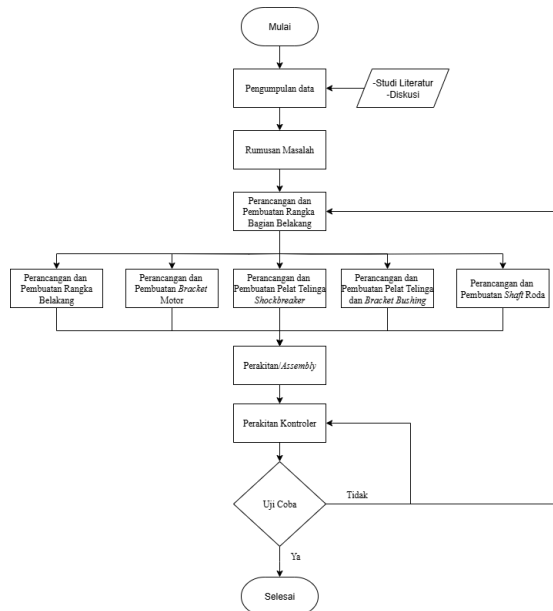 Mulai
Pengumpulan data
-Studi Literatur
-Diskusi
Rumusan Masalah
Perancangan dan
Pembuatan Rangka
Bagian Belakang
Perancangan dan
Pembuatan Rangka
Belakang
Perancangan dan
Pembuatan Bracket
Motor
Perancangan dan
Pembuatan Pelat Telinga
Shockbreaker
Perancangan dan
Pembuatan Pelat Telinga
dan Bracket Bushing
Perancangan dan
Pembuatan Shaft Roda
Perakitan/Assembly
Perakitan Kontroler
Uji Coba
Tidak
Ya
Selesai